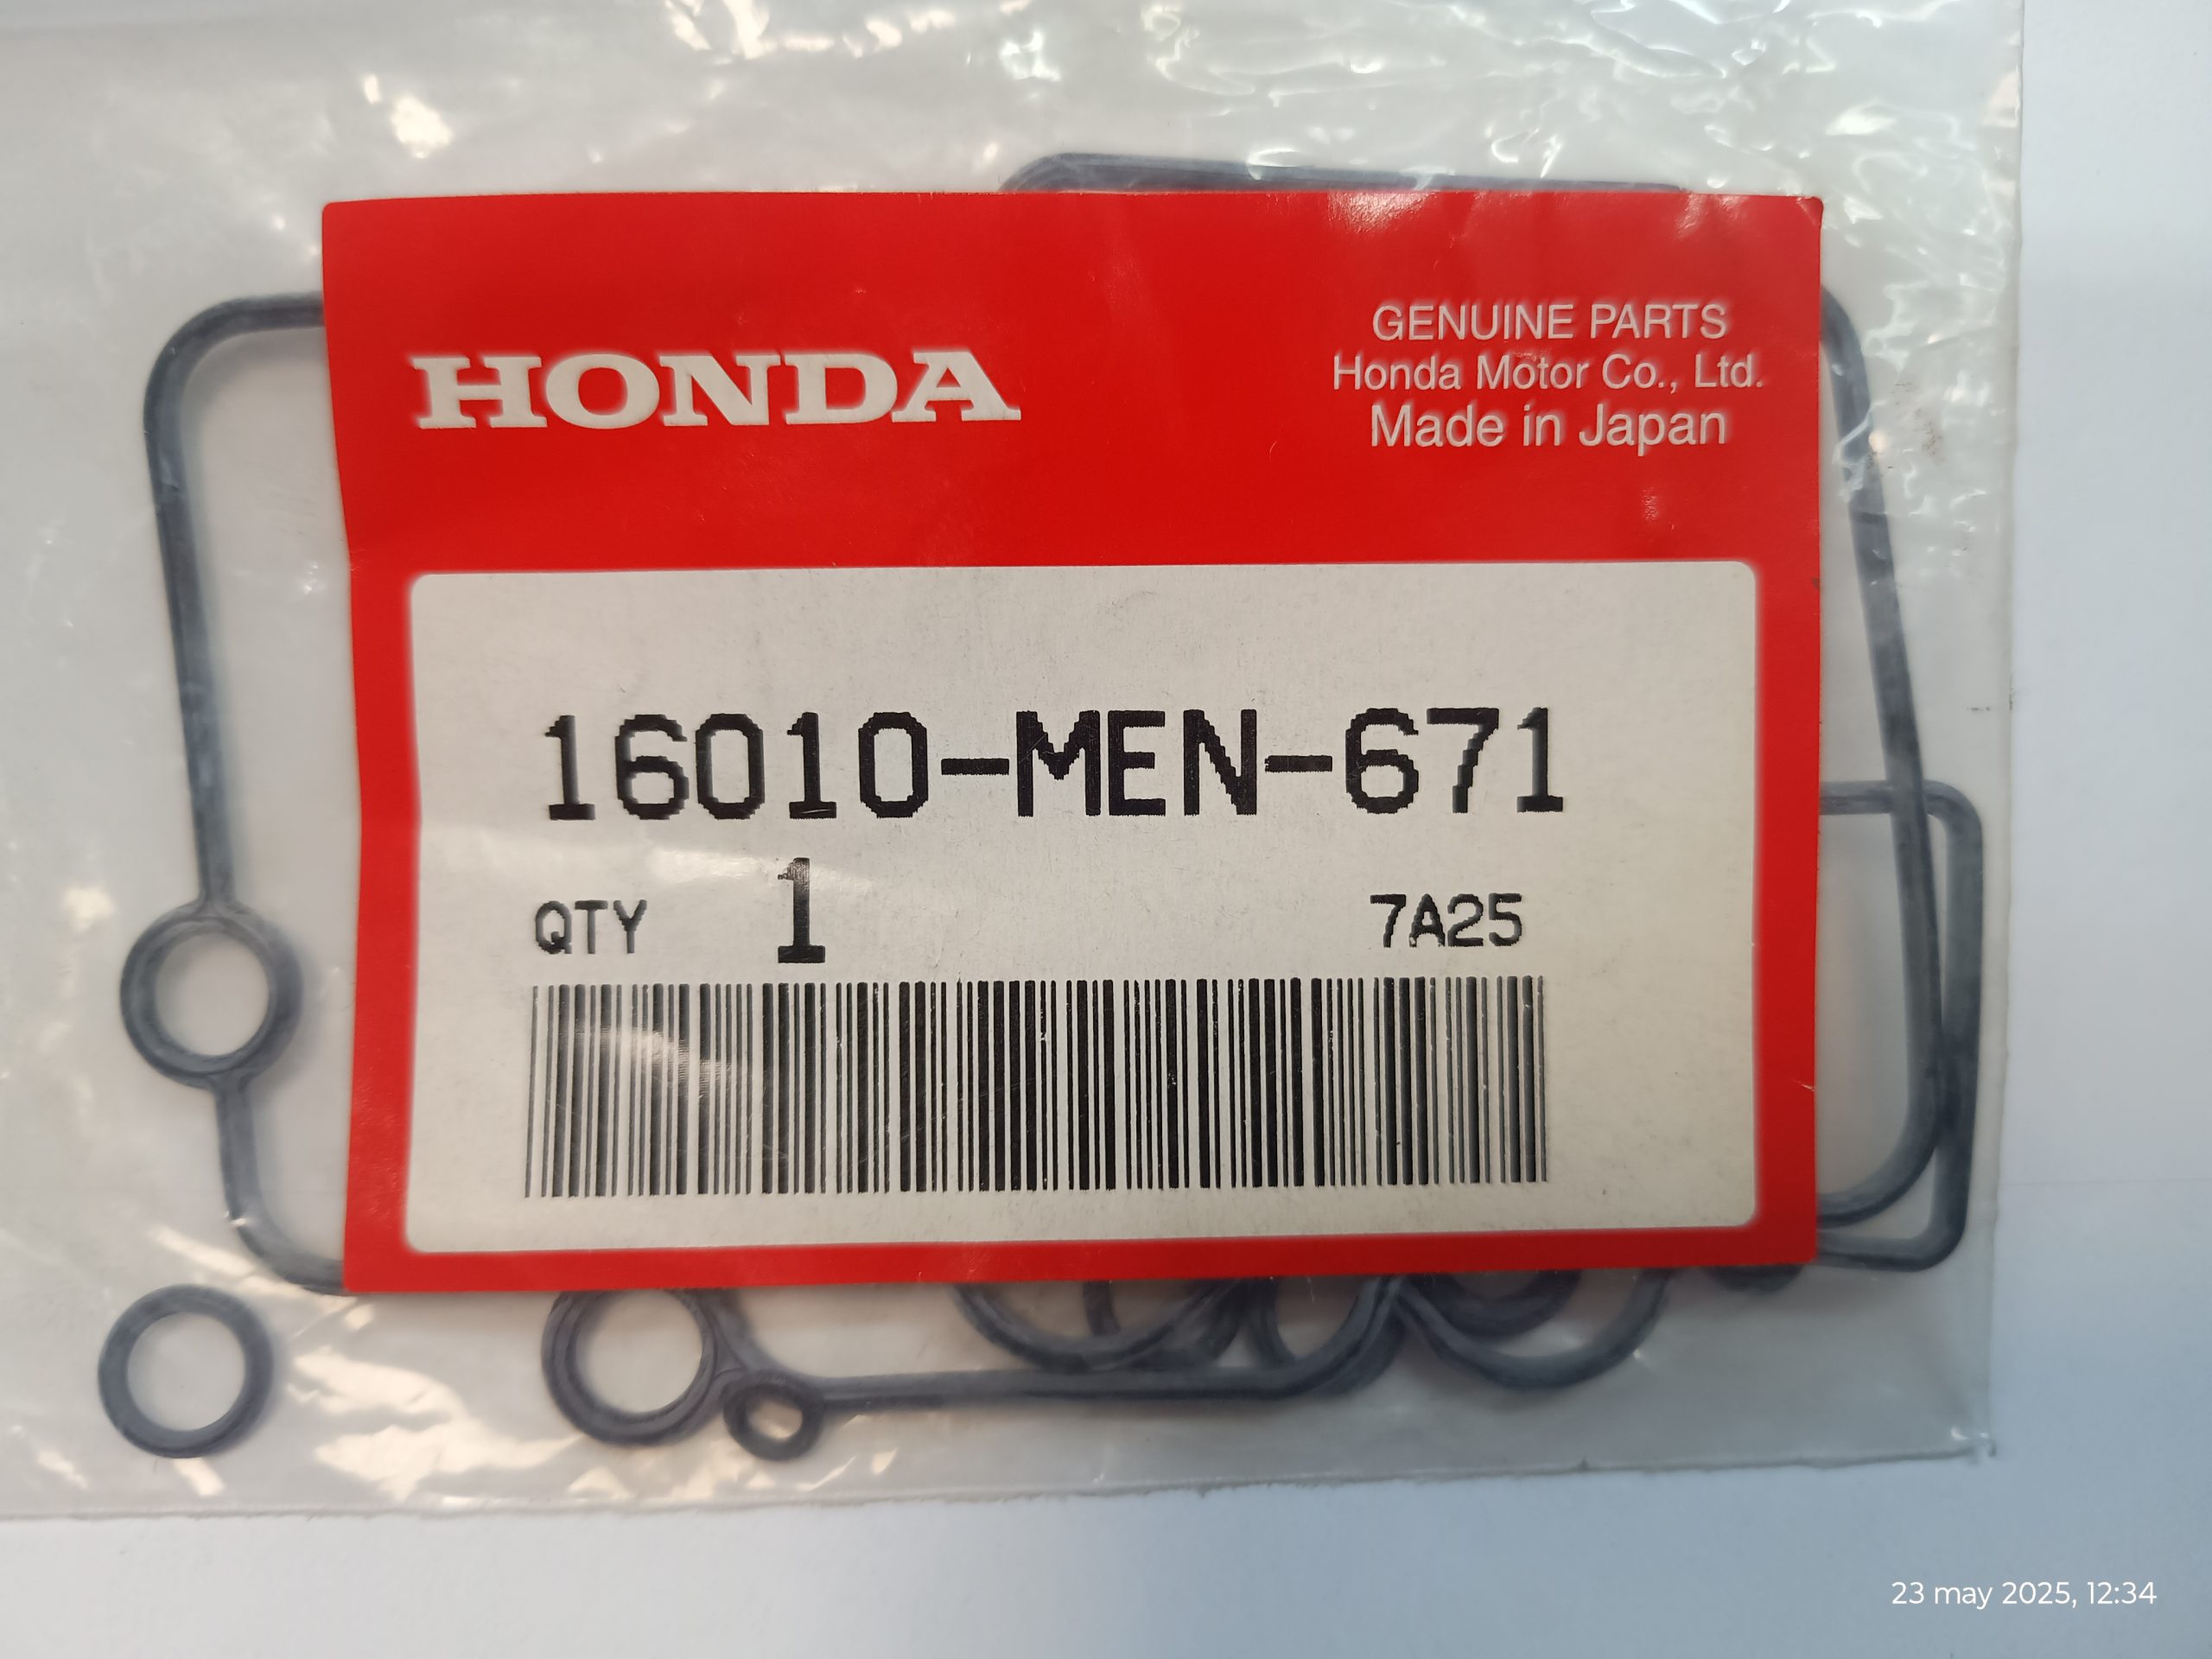 HONDA
GENUINE PARTS
Honda Motor Co., Ltd.
Made in Japan
16010-MEN-671
QTY 1 7A25
23 may 2025, 12:34